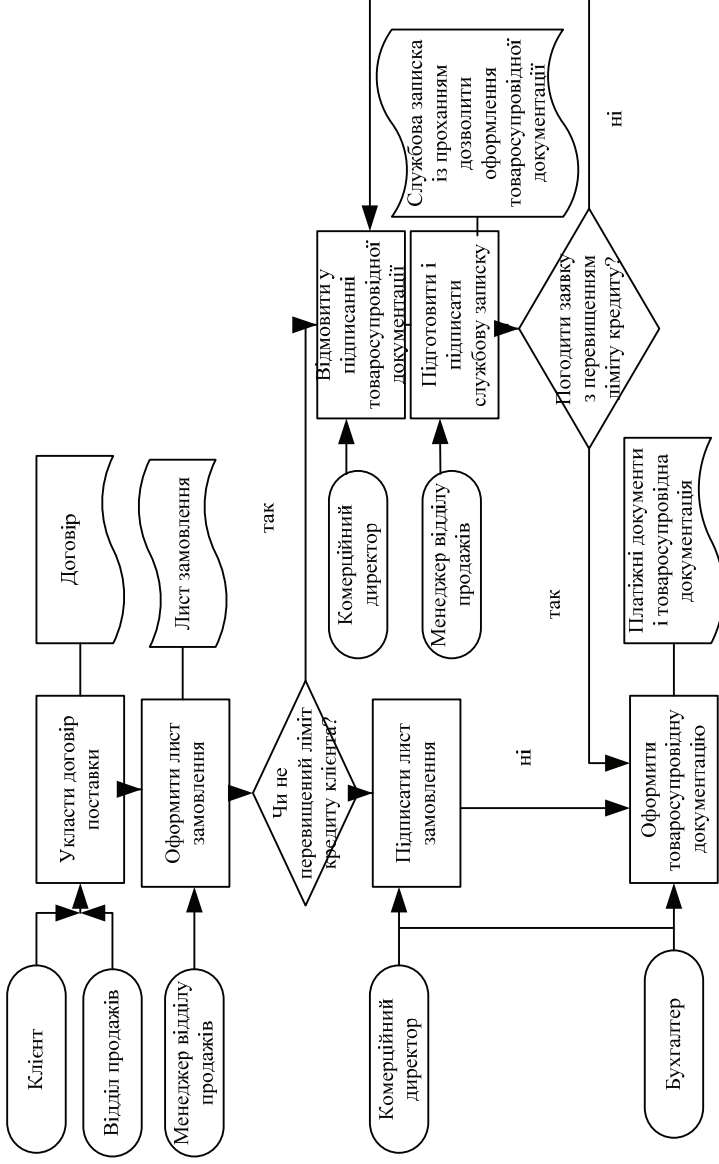 Клієнт
Відділ продажів
Укласти договір
поставки
Договір
Менеджер відділу
продажів
Оформити лист
замовлення
Лист замовлення
Чи не
перевищений ліміт
кредиту клієнта?
так
Відмовити у
підписанні
товаросупровідної
документації
Комерційний
директор
Підготовити і
підписати
службову записку
Службова записка
із проханням
дозволити
оформлення
товаросупровідної
документації
Менеджер відділу
продажів
Комерційний
директор
Підписати лист
замовлення
ні
так
Погодити заявку
з перевищенням
ліміту кредиту?
ні
Бухгалтер
Оформити
товаросупровідну
документацію
Платіжні документи
і товаросупровідна
документація